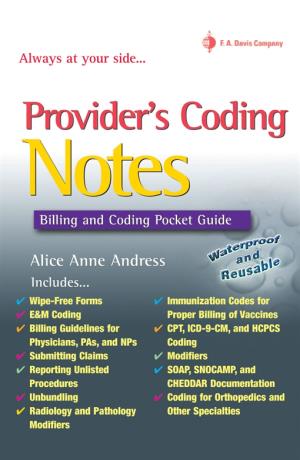 F. A. Davis Company
Always at your side...
Provider's Coding
Notes
Billing and Coding Pocket Guide
Alice Anne Andress
Waterproof
and
Reusable
Includes...
✔ Wipe-Free Forms
✔ E&M Coding
✔ Billing Guidelines for
Physicians, PAs, and NPs
✔ Submitting Claims
✔ Reporting Unlisted
Procedures
✔ Unbundling
✔ Radiology and Pathology
Modifiers
✔ Immunization Codes for
Proper Billing of Vaccines
✔ CPT, ICD-9-CM, and HCPCS
Coding
✔ Modifiers
✔ SOAP, SNOCAMP, and
CHEDDAR Documentation
✔ Coding for Orthopedics and
Other Specialties